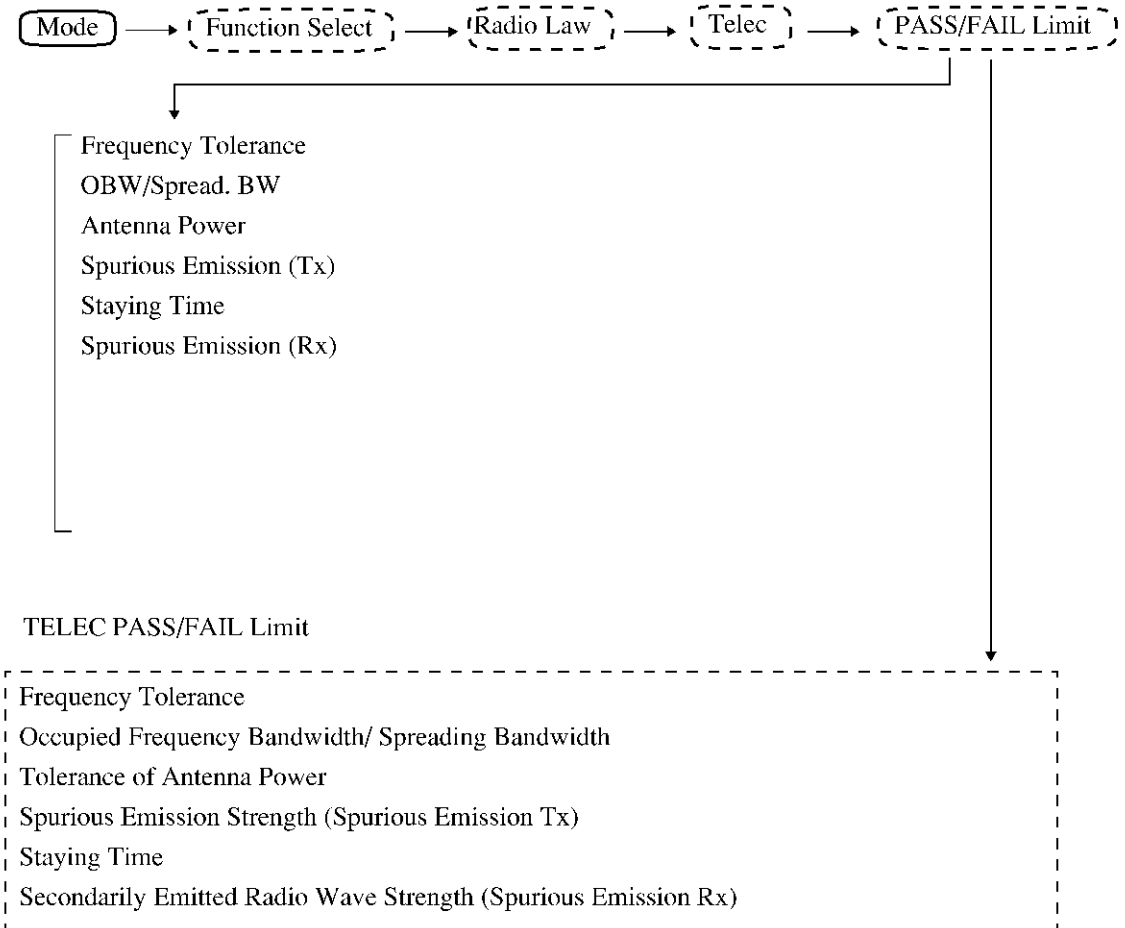 Mode Function Select Radio Law Telec PASS/FAIL Limit
Frequency Tolerance
OBW/Spread. BW
Antenna Power
Spurious Emission (Tx)
Staying Time
Spurious Emission (Rx)
TELEC PASS/FAIL Limit
Frequency Tolerance
Occupied Frequency Bandwidth/ Spreading Bandwidth
Tolerance of Antenna Power
Spurious Emission Strength (Spurious Emission Tx)
Staying Time
Secondarily Emitted Radio Wave Strength (Spurious Emission Rx)